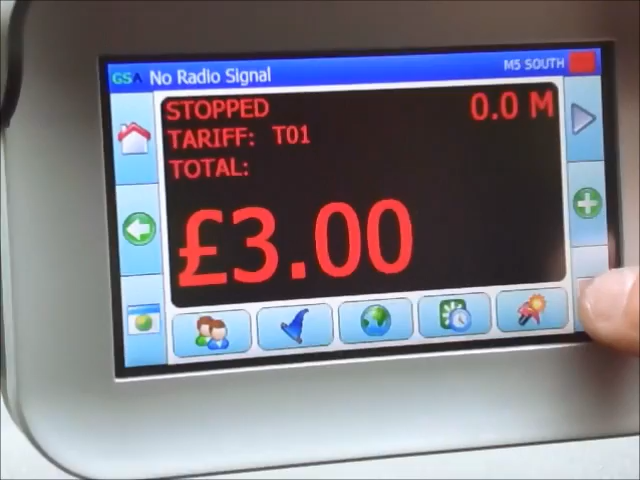 GSA No Radio Signal M5 SOUTH
STOPPED 0.0 M
TARIFF: T01
TOTAL:
£3.00